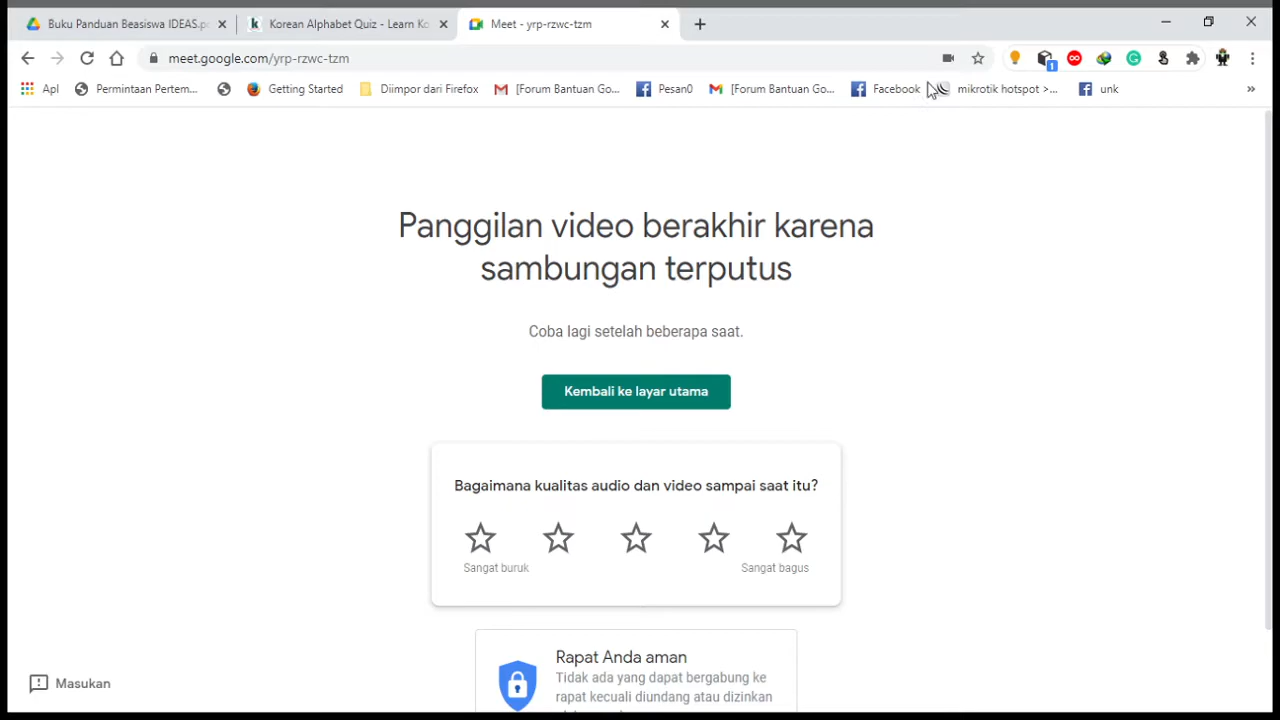 Buku Panduan Beasiswa IDEAS.p
Korean Alphabet Quiz - Learn Ko
Meet - yrp-rzwc-tzm
meet.google.com/yrp-rzwc-tzm
1
Apl
Permintaan Pertem...
Getting Started
Diimpor dari Firefox
[Forum Bantuan Go...
Pesan0
[Forum Bantuan Go...
Facebook
mikrotik hotspot >...
unk
»
Panggilan video berakhir karena
sambungan terputus
Coba lagi setelah beberapa saat.
Kembali ke layar utama
Bagaimana kualitas audio dan video sampai saat itu?
Sangat buruk
Sangat bagus
Rapat Anda aman
Tidak ada yang dapat bergabung ke
rapat kecuali diundang atau diizinkan
Masukan